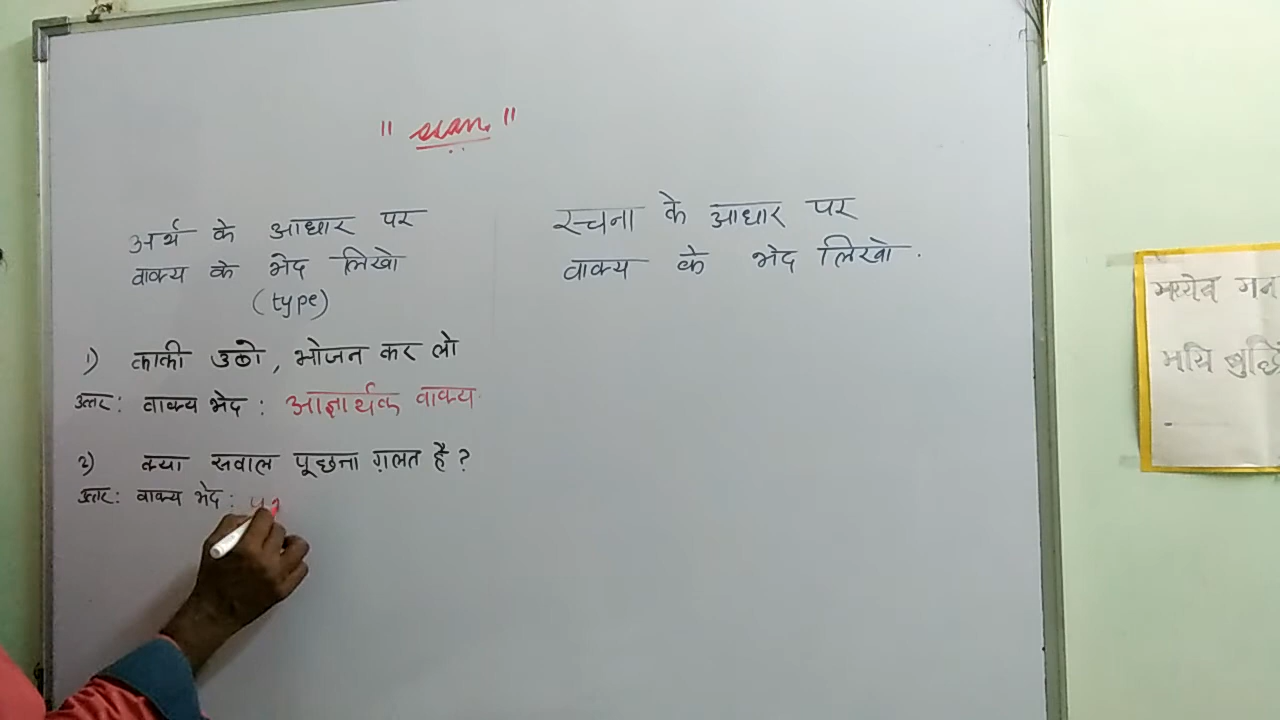 अर्थ के आधार पर
वाक्य के भेद लिखो
(type)
1) काकी उठो, भोजन कर लो
उत्तर: वाक्य भेद: आज्ञार्थक वाक्य
2) क्या सवाल पूछना ग़लत है?
उत्तर: वाक्य भेद: प्र
रचना के आधार पर
वाक्य के भेद लिखो.